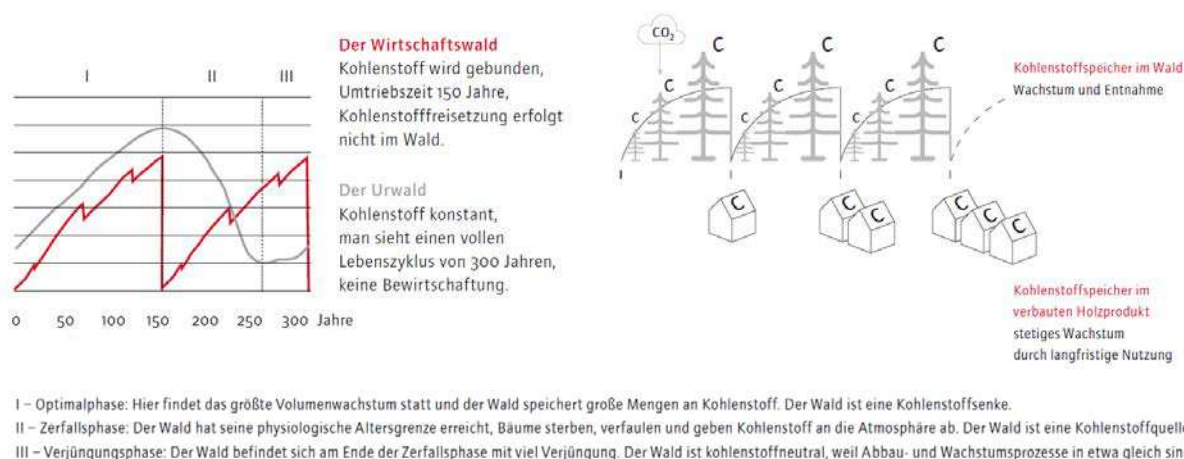 I II III
0 50 100 150 200 250 300 Jahre
Der Wirtschaftswald
Kohlenstoff wird gebunden,
Umtriebszeit 150 Jahre,
Kohlenstofffreisetzung erfolgt
nicht im Wald.
Der Urwald
Kohlenstoff konstant,
man sieht einen vollen
Lebenszyklus von 300 Jahren,
keine Bewirtschaftung.
CO₂
C C C
C C C
C C C
C C C C C C
Kohlenstoffspeicher im Wald
Wachstum und Entnahme
Kohlenstoffspeicher im
verbauten Holzprodukt
stetiges Wachstum
durch langfristige Nutzung
I – Optimalphase: Hier findet das größte Volumenwachstum statt und der Wald speichert große Mengen an Kohlenstoff. Der Wald ist eine Kohlenstoffsenke.
II – Zerfallsphase: Der Wald hat seine physiologische Altersgrenze erreicht, Bäume sterben, verfaulen und geben Kohlenstoff an die Atmosphäre ab. Der Wald ist eine Kohlenstoffquelle
III – Verjüngungsphase: Der Wald befindet sich am Ende der Zerfallsphase mit viel Verjüngung. Der Wald ist kohlenstoffneutral, weil Abbau- und Wachstumsprozesse in etwa gleich sin